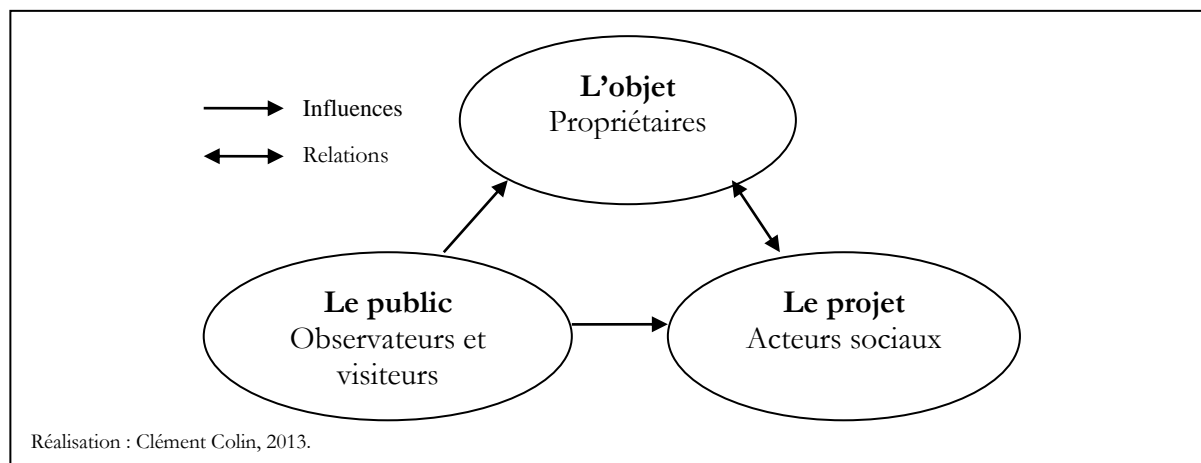 L’objet
Propriétaires
Influences
Relations
Le public
Observateurs et
visiteurs
Le projet
Acteurs sociaux
Réalisation : Clément Colin, 2013.